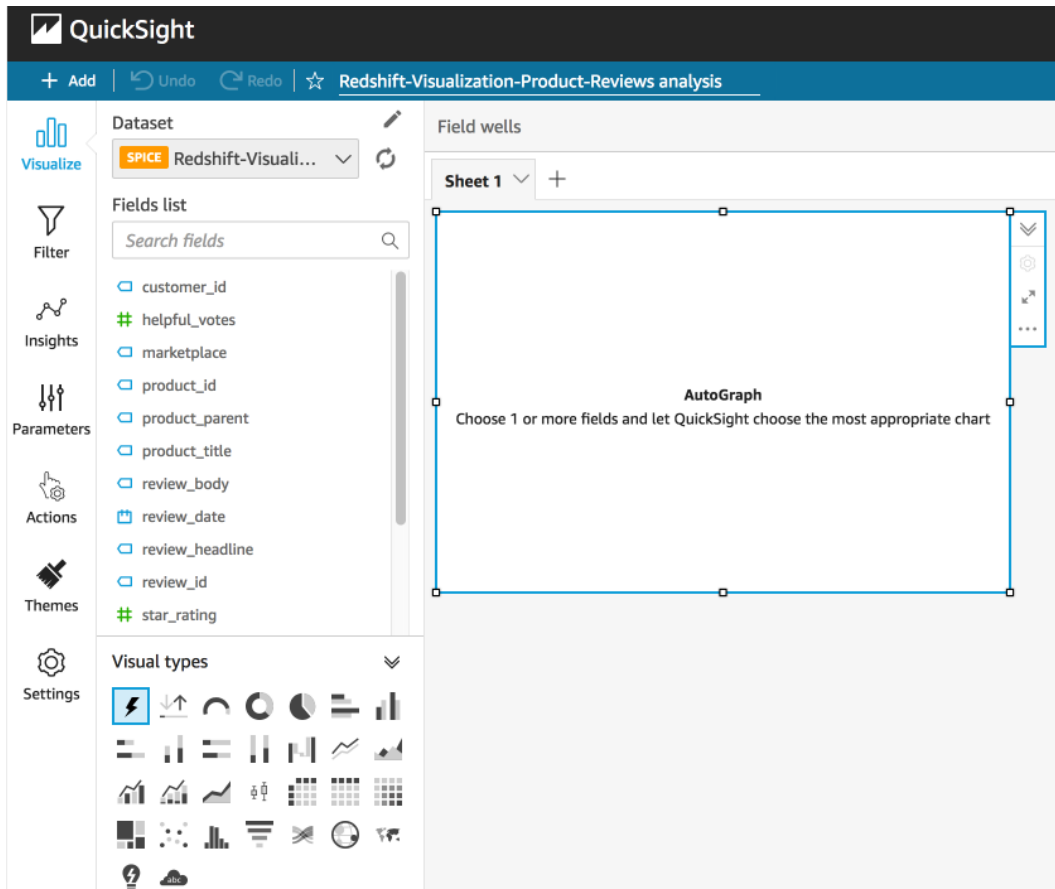 QuickSight
+ Add
Undo
Redo
Redshift-Visualization-Product-Reviews analysis
Visualize
Filter
Insights
Parameters
Actions
Themes
Settings
Dataset
SPICE Redshift-Visuali...
Fields list
Search fields
customer_id
helpful_votes
marketplace
product_id
product_parent
product_title
review_body
review_date
review_headline
review_id
star_rating
Visual types
abc
Field wells
Sheet 1
AutoGraph
Choose 1 or more fields and let QuickSight choose the most appropriate chart